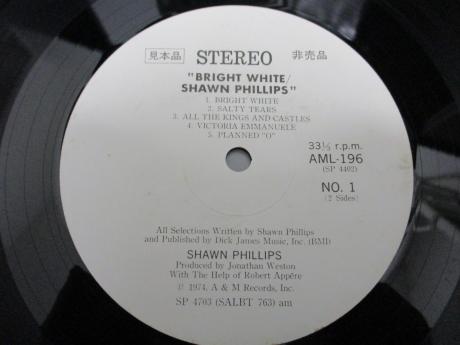 見本品 STEREO 非売品
"BRIGHT WHITE/
SHAWN PHILLIPS"
1. BRIGHT WHITE
2. SALTY TEARS
3. ALL THE KINGS AND CASTLES
4. VICTORIA EMMANUELE
5. PLANNED "O"
33⅓ r.p.m.
AML-196
(SP 4402)
NO. 1
(2 Sides)
All Selections Written by Shawn Phillips
and Published by Dick James Music, Inc. (BMI)
SHAWN PHILLIPS
Produced by Jonathan Weston
With The Help of Robert Appère
Ⓟ 1974, A & M Records, Inc.
SP 4703 (SALBT 763) am